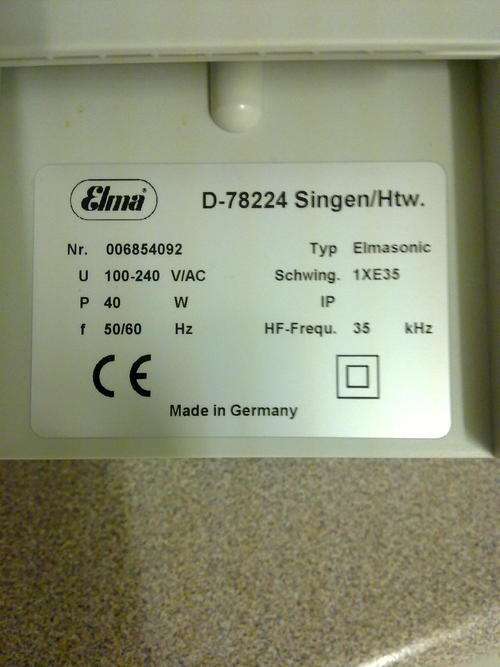 Elma® D-78224 Singen/Htw.
Nr. 006854092 Typ Elmasonic
U 100-240 V/AC Schwing. 1XE35
P 40 W IP
f 50/60 Hz HF-Frequ. 35 kHz
CE
Made in Germany